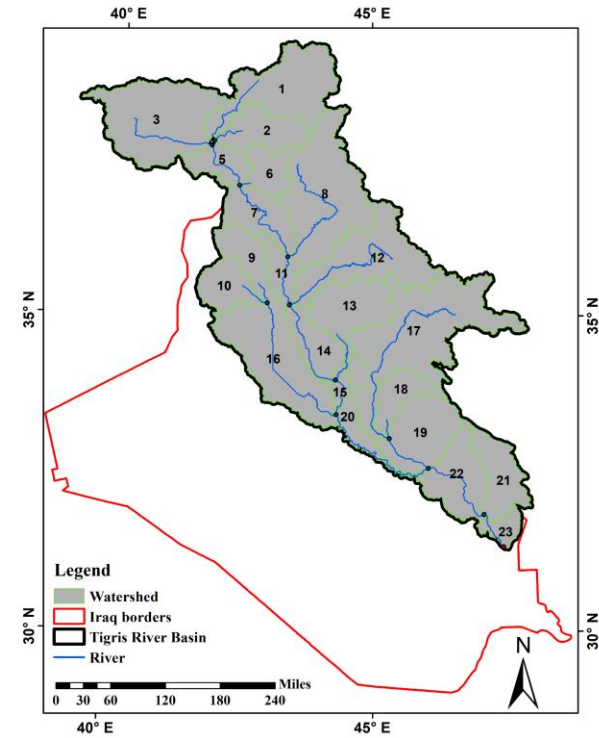 40° E 45° E
1
2
3
5
6
8
7
9
12
11
10
13
17
14
16
18
15
20
19
22
21
23
35° N
35° N
30° N
30° N
Legend
Watershed
Iraq borders
Tigris River Basin
River
Miles
0 30 60 120 180 240
N
40° E 45° E